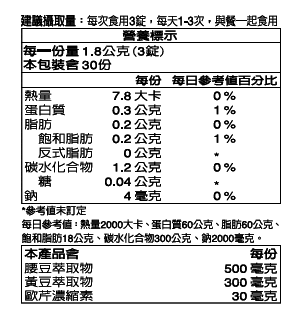 建議攝取量：每次食用3錠，每天1-3次，與餐一起食用
營養標示
每一份量 1.8公克 (3錠)
本包裝含 30份
每份 每日參考值百分比
熱量 7.8 大卡 0 %
蛋白質 0.3 公克 1 %
脂肪 0.2 公克 0 %
飽和脂肪 0.2 公克 1 %
反式脂肪 0 公克 *
碳水化合物 1.2 公克 0 %
糖 0.04 公克 *
鈉 4 毫克 0 %
*參考值未訂定
每日參考值：熱量2000大卡、蛋白質60公克、脂肪60公克、
飽和脂肪18公克、碳水化合物300公克、鈉2000毫克。
本產品含 每份
腰豆萃取物 500 毫克
黃豆萃取物 300 毫克
歐芹濃縮素 30 毫克